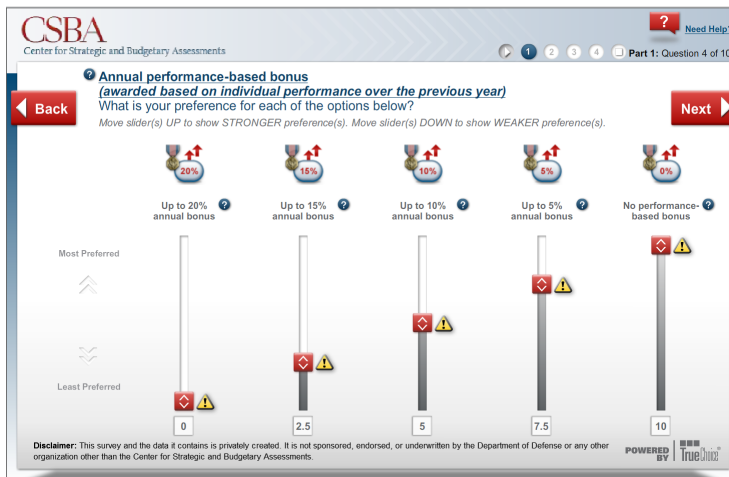 CSBA
Center for Strategic and Budgetary Assessments
?
Need Help?
1 2 3 4 Part 1: Question 4 of 10
Back
Next
? Annual performance-based bonus
(awarded based on individual performance over the previous year)
What is your preference for each of the options below?
Move slider(s) UP to show STRONGER preference(s). Move slider(s) DOWN to show WEAKER preference(s).
20% 15% 10% 5% 0%
Up to 20% ? Up to 15% ? Up to 10% ? Up to 5% ? No performance- ?
annual bonus annual bonus annual bonus annual bonus based bonus
Most Preferred
Least Preferred
0 2.5 5 7.5 10
Disclaimer: This survey and the data it contains is privately created. It is not sponsored, endorsed, or underwritten by the Department of Defense or any other
organization other than the Center for Strategic and Budgetary Assessments.
POWERED
BY
TrueChoice